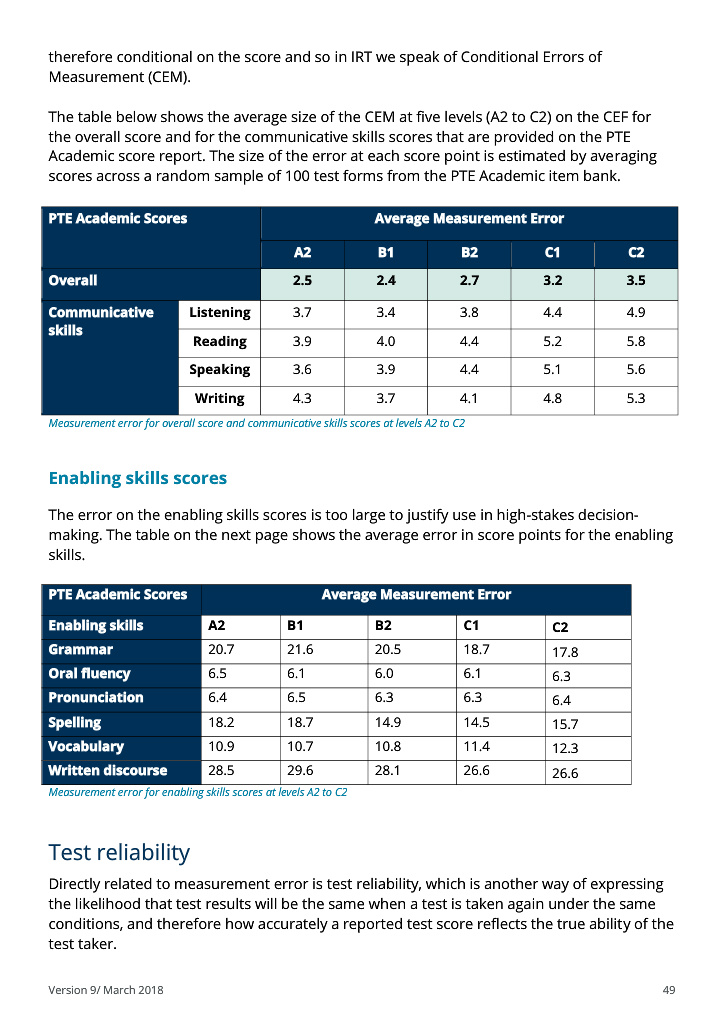 therefore conditional on the score and so in IRT we speak of Conditional Errors of
Measurement (CEM).
The table below shows the average size of the CEM at five levels (A2 to C2) on the CEF for
the overall score and for the communicative skills scores that are provided on the PTE
Academic score report. The size of the error at each score point is estimated by averaging
scores across a random sample of 100 test forms from the PTE Academic item bank.
PTE Academic Scores Average Measurement Error
A2 B1 B2 C1 C2
Overall 2.5 2.4 2.7 3.2 3.5
Communicative skills Listening 3.7 3.4 3.8 4.4 4.9
Reading 3.9 4.0 4.4 5.2 5.8
Speaking 3.6 3.9 4.4 5.1 5.6
Writing 4.3 3.7 4.1 4.8 5.3
Measurement error for overall score and communicative skills scores at levels A2 to C2
Enabling skills scores
The error on the enabling skills scores is too large to justify use in high-stakes decision-
making. The table on the next page shows the average error in score points for the enabling
skills.
PTE Academic Scores Average Measurement Error
Enabling skills A2 B1 B2 C1 C2
Grammar 20.7 21.6 20.5 18.7 17.8
Oral fluency 6.5 6.1 6.0 6.1 6.3
Pronunciation 6.4 6.5 6.3 6.3 6.4
Spelling 18.2 18.7 14.9 14.5 15.7
Vocabulary 10.9 10.7 10.8 11.4 12.3
Written discourse 28.5 29.6 28.1 26.6 26.6
Measurement error for enabling skills scores at levels A2 to C2
Test reliability
Directly related to measurement error is test reliability, which is another way of expressing
the likelihood that test results will be the same when a test is taken again under the same
conditions, and therefore how accurately a reported test score reflects the true ability of the
test taker.
Version 9/ March 2018 49